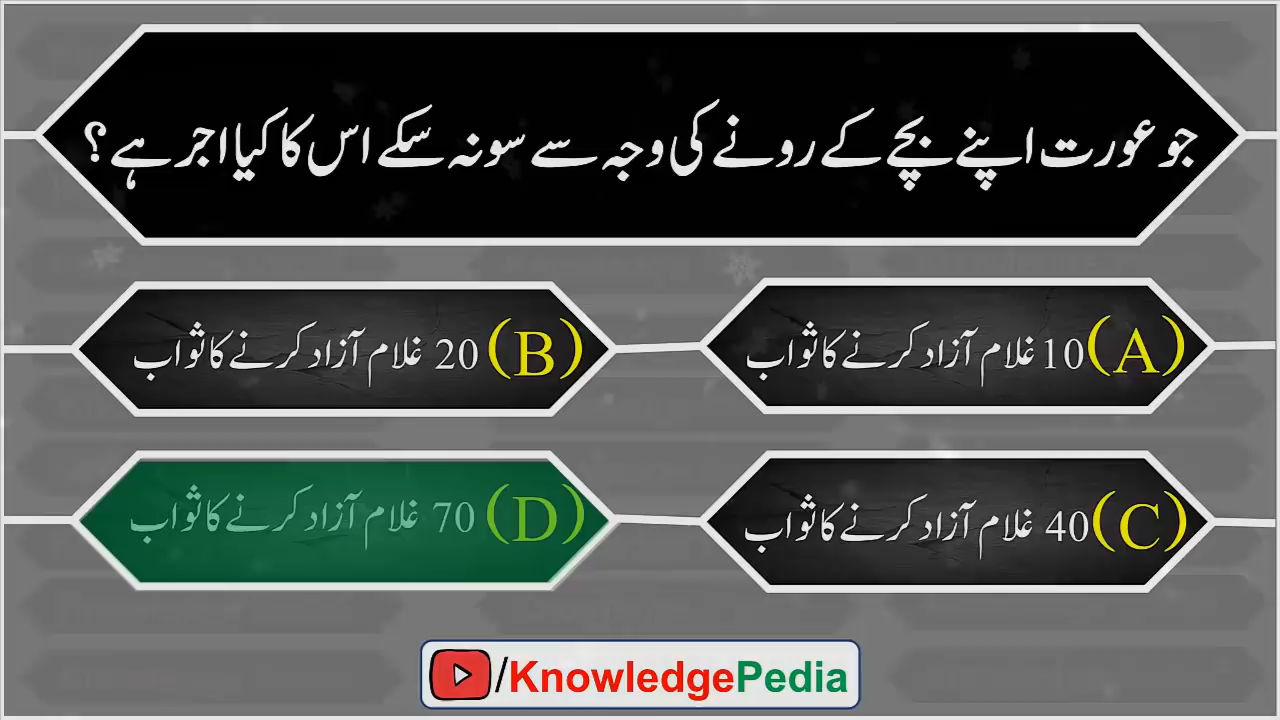 جو عورت اپنے بچے کے رونے کی وجہ سے سو نہ سکے اس کا کیا اجر ہے؟
(A) 10 غلام آزاد کرنے کا ثواب
(B) 20 غلام آزاد کرنے کا ثواب
(C) 40 غلام آزاد کرنے کا ثواب
(D) 70 غلام آزاد کرنے کا ثواب
/KnowledgePedia